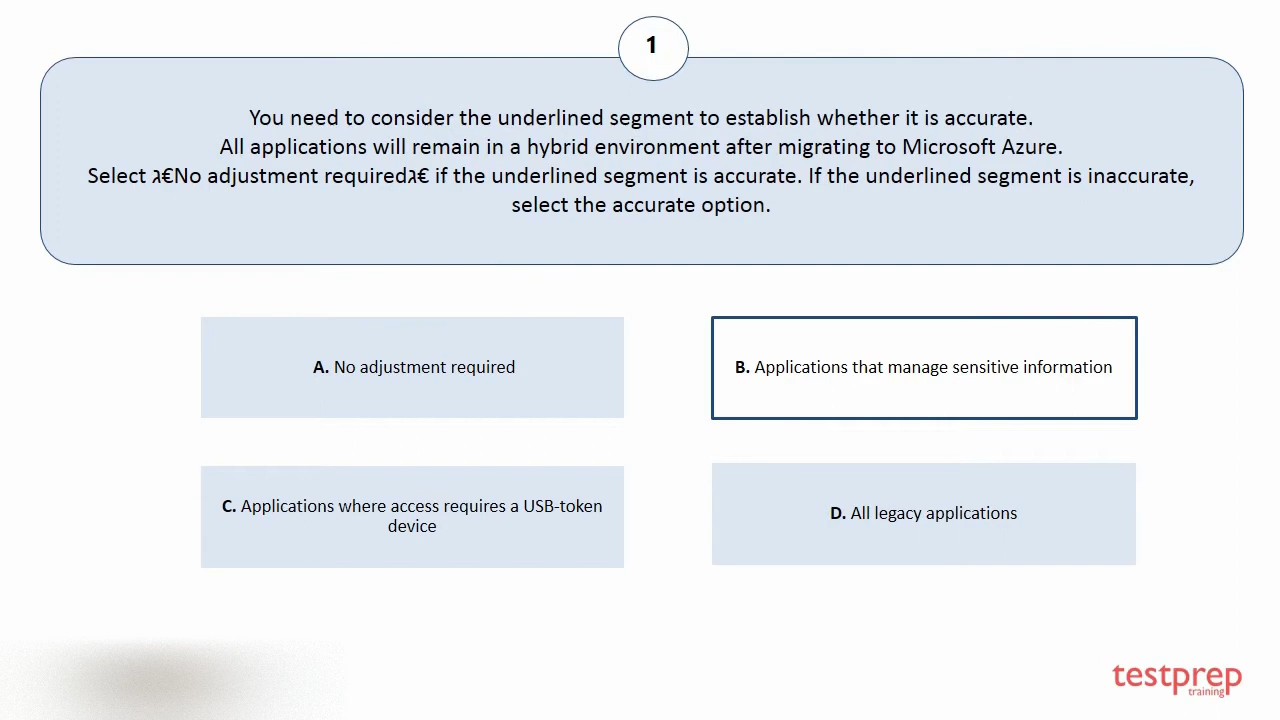 1
You need to consider the underlined segment to establish whether it is accurate.
All applications will remain in a hybrid environment after migrating to Microsoft Azure.
Select ג€No adjustment requiredג€ if the underlined segment is accurate. If the underlined segment is inaccurate,
select the accurate option.
A. No adjustment required
B. Applications that manage sensitive information
C. Applications where access requires a USB-token
device
D. All legacy applications
testprep
training